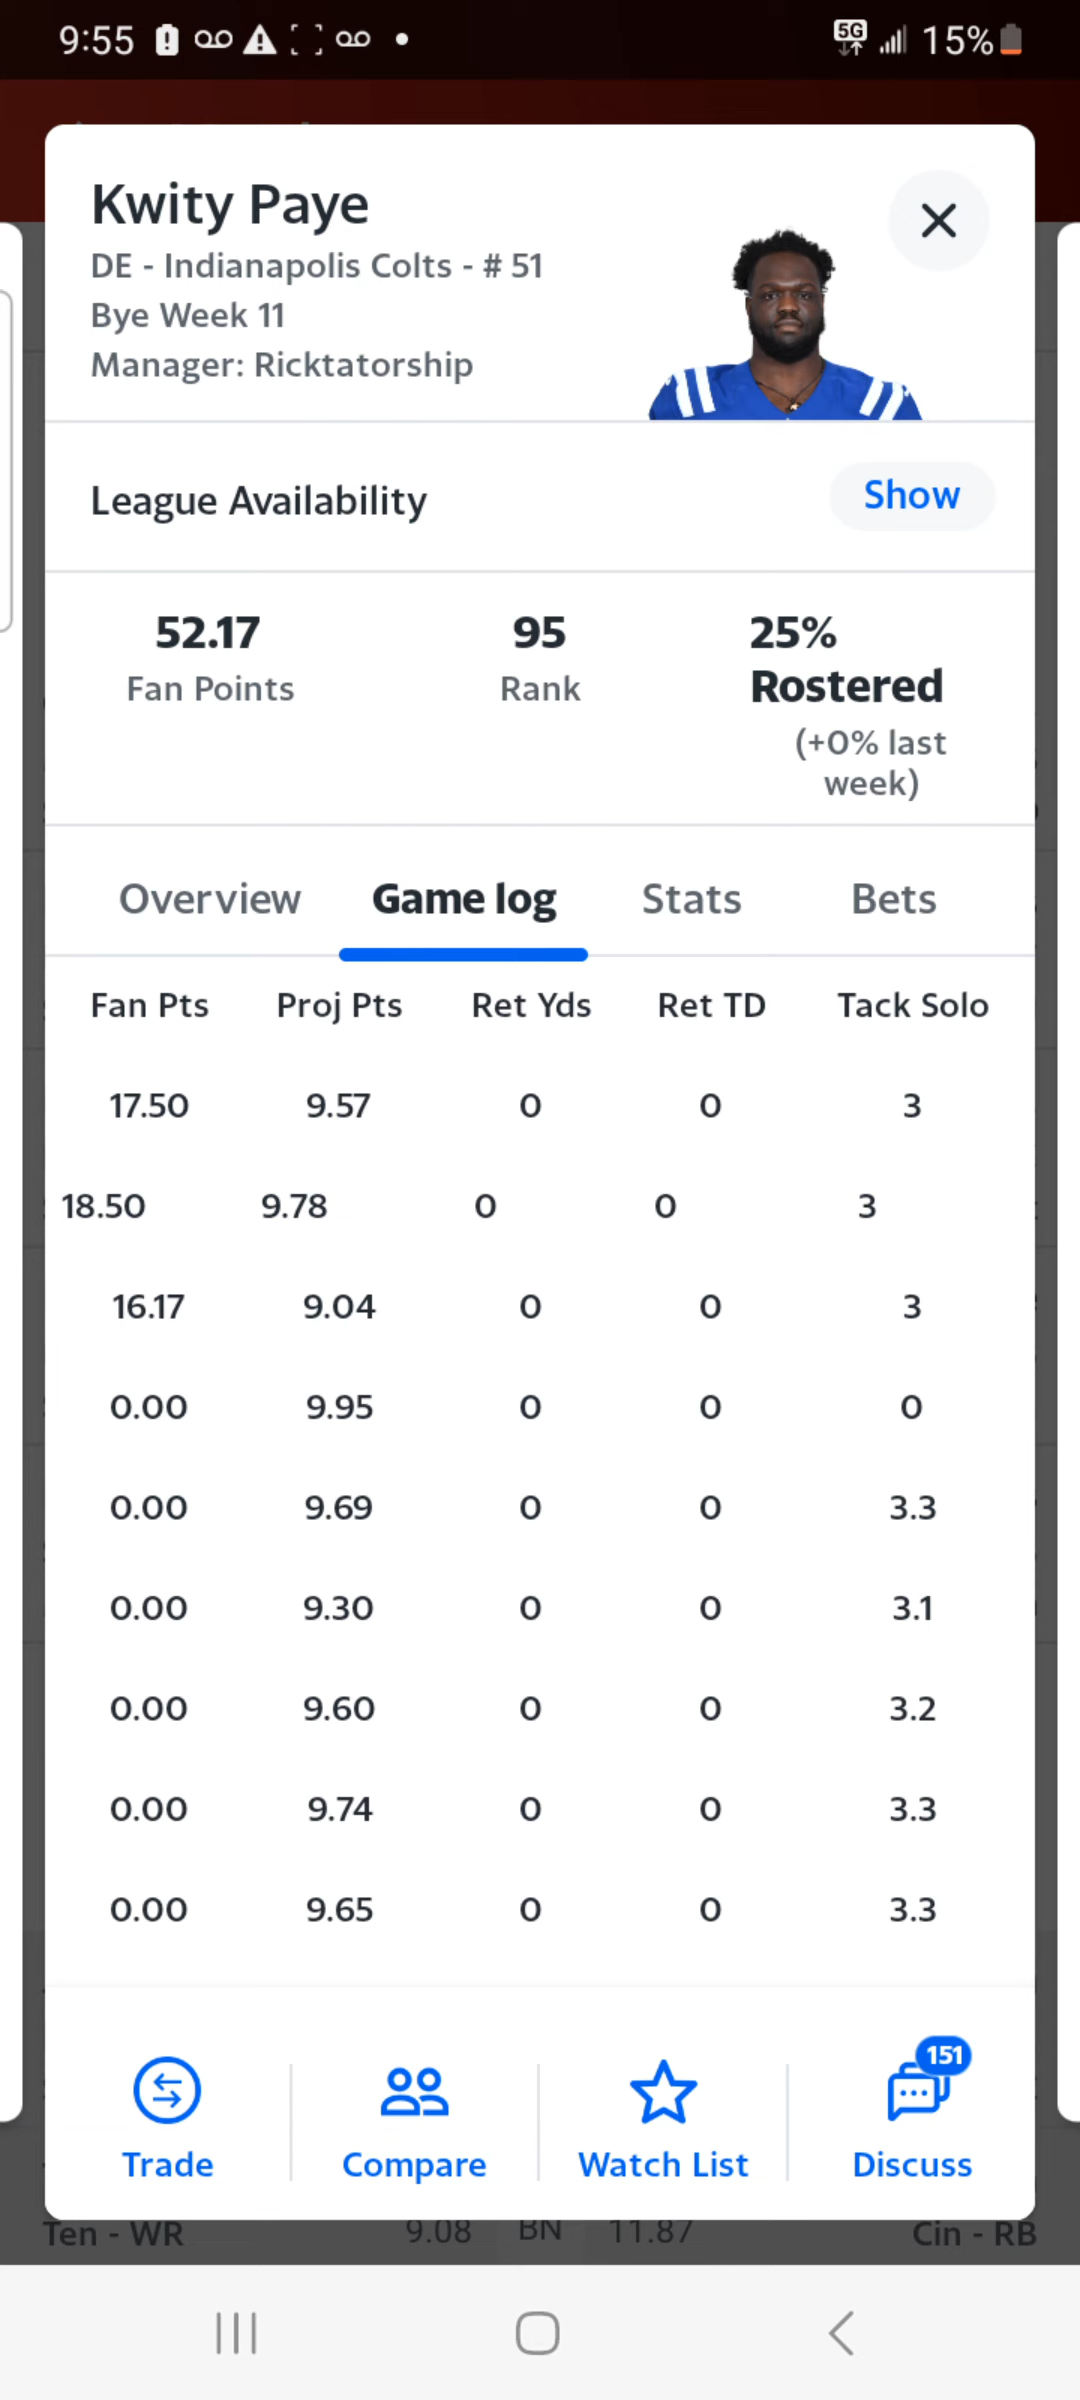 9:55 5G 15%
Kwity Paye
DE - Indianapolis Colts - # 51
Bye Week 11
Manager: Ricktatorship
League Availability Show
52.17 95 25% Rostered
Fan Points Rank (+0% last week)
Overview Game log Stats Bets
Fan Pts Proj Pts Ret Yds Ret TD Tack Solo
17.50 9.57 0 0 3
18.50 9.78 0 0 3
16.17 9.04 0 0 3
0.00 9.95 0 0 0
0.00 9.69 0 0 3.3
0.00 9.30 0 0 3.1
0.00 9.60 0 0 3.2
0.00 9.74 0 0 3.3
0.00 9.65 0 0 3.3
151
Trade Compare Watch List Discuss
Ten - WR 9.08 BN 11.87 Cin - RB